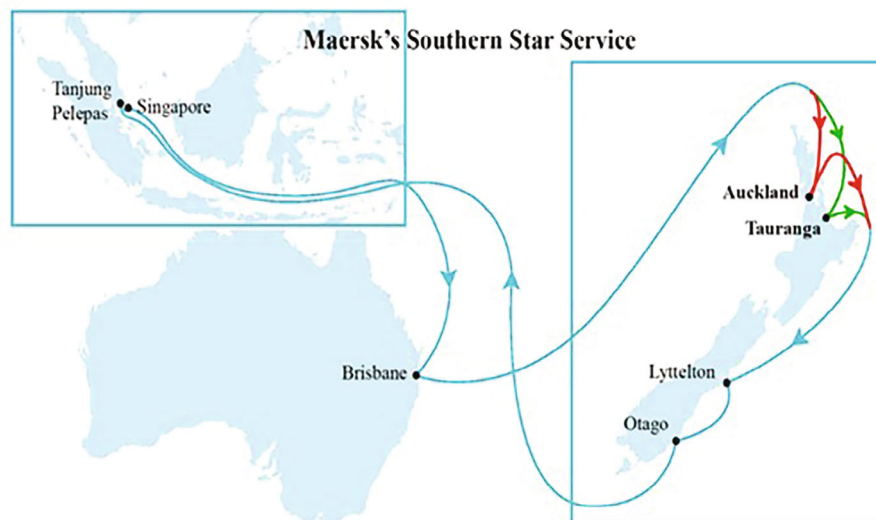 Maersk's Southern Star Service
Tanjung
Pelepas
Singapore
Auckland
Tauranga
Brisbane
Lyttelton
Otago